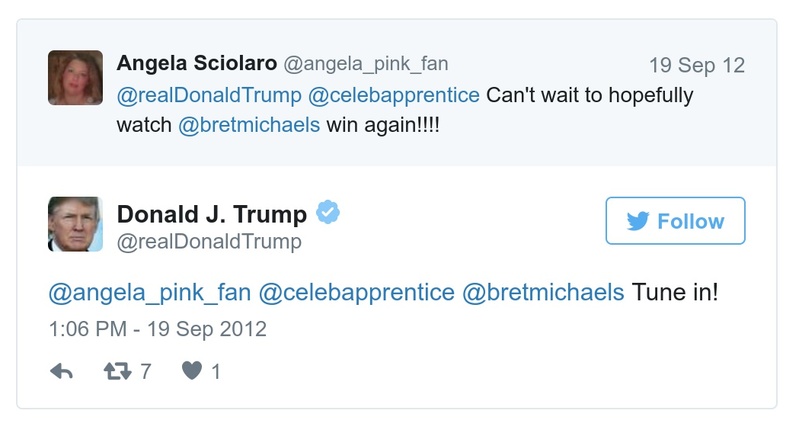 Angela Sciolaro @angela_pink_fan 19 Sep 12
@realDonaldTrump @celebapprentice Can't wait to hopefully
watch @bretmichaels win again!!!!
Donald J. Trump
@realDonaldTrump
Follow
@angela_pink_fan @celebapprentice @bretmichaels Tune in!
1:06 PM - 19 Sep 2012
7 1